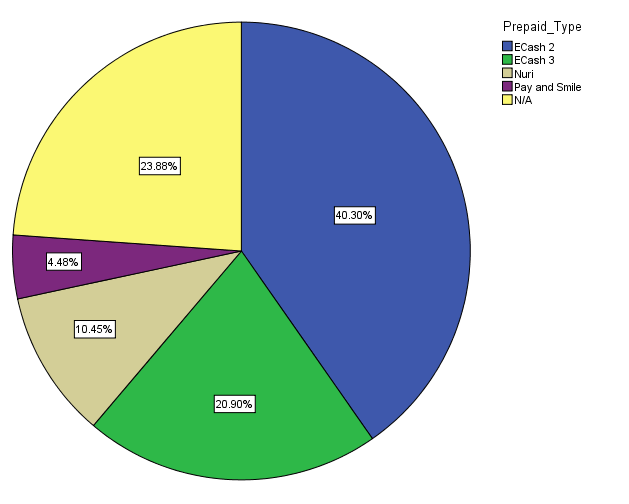 Prepaid_Type
ECash 2
ECash 3
Nuri
Pay and Smile
N/A
23.88%
40.30%
4.48%
10.45%
20.90%